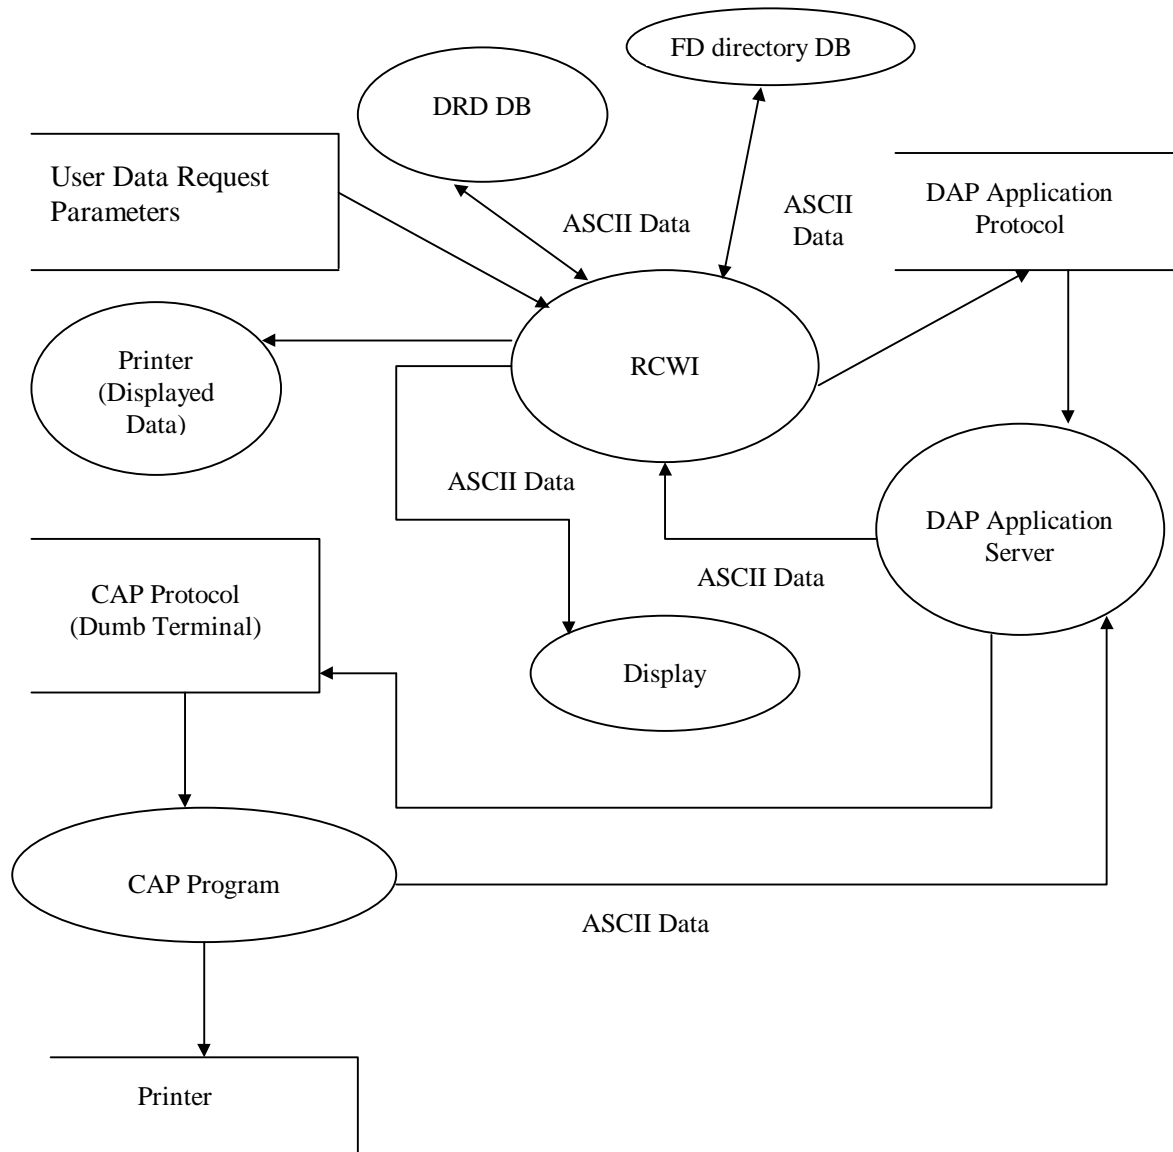 FD directory DB
DRD DB
User Data Request
Parameters
ASCII Data
ASCII
Data
DAP Application
Protocol
Printer
(Displayed
Data)
RCWI
ASCII Data
DAP Application
Server
ASCII Data
CAP Protocol
(Dumb Terminal)
Display
CAP Program
ASCII Data
Printer